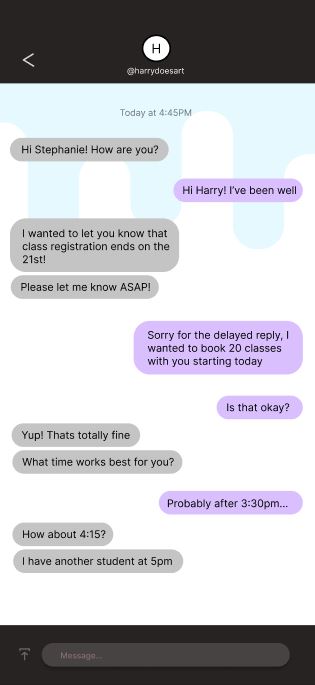 H
@harrydoesart
Today at 4:45PM
Hi Stephanie! How are you?
Hi Harry! I've been well
I wanted to let you know that
class registration ends on the
21st!
Please let me know ASAP!
Sorry for the delayed reply, I
wanted to book 20 classes
with you starting today
Is that okay?
Yup! Thats totally fine
What time works best for you?
Probably after 3:30pm...
How about 4:15?
I have another student at 5pm
Message...